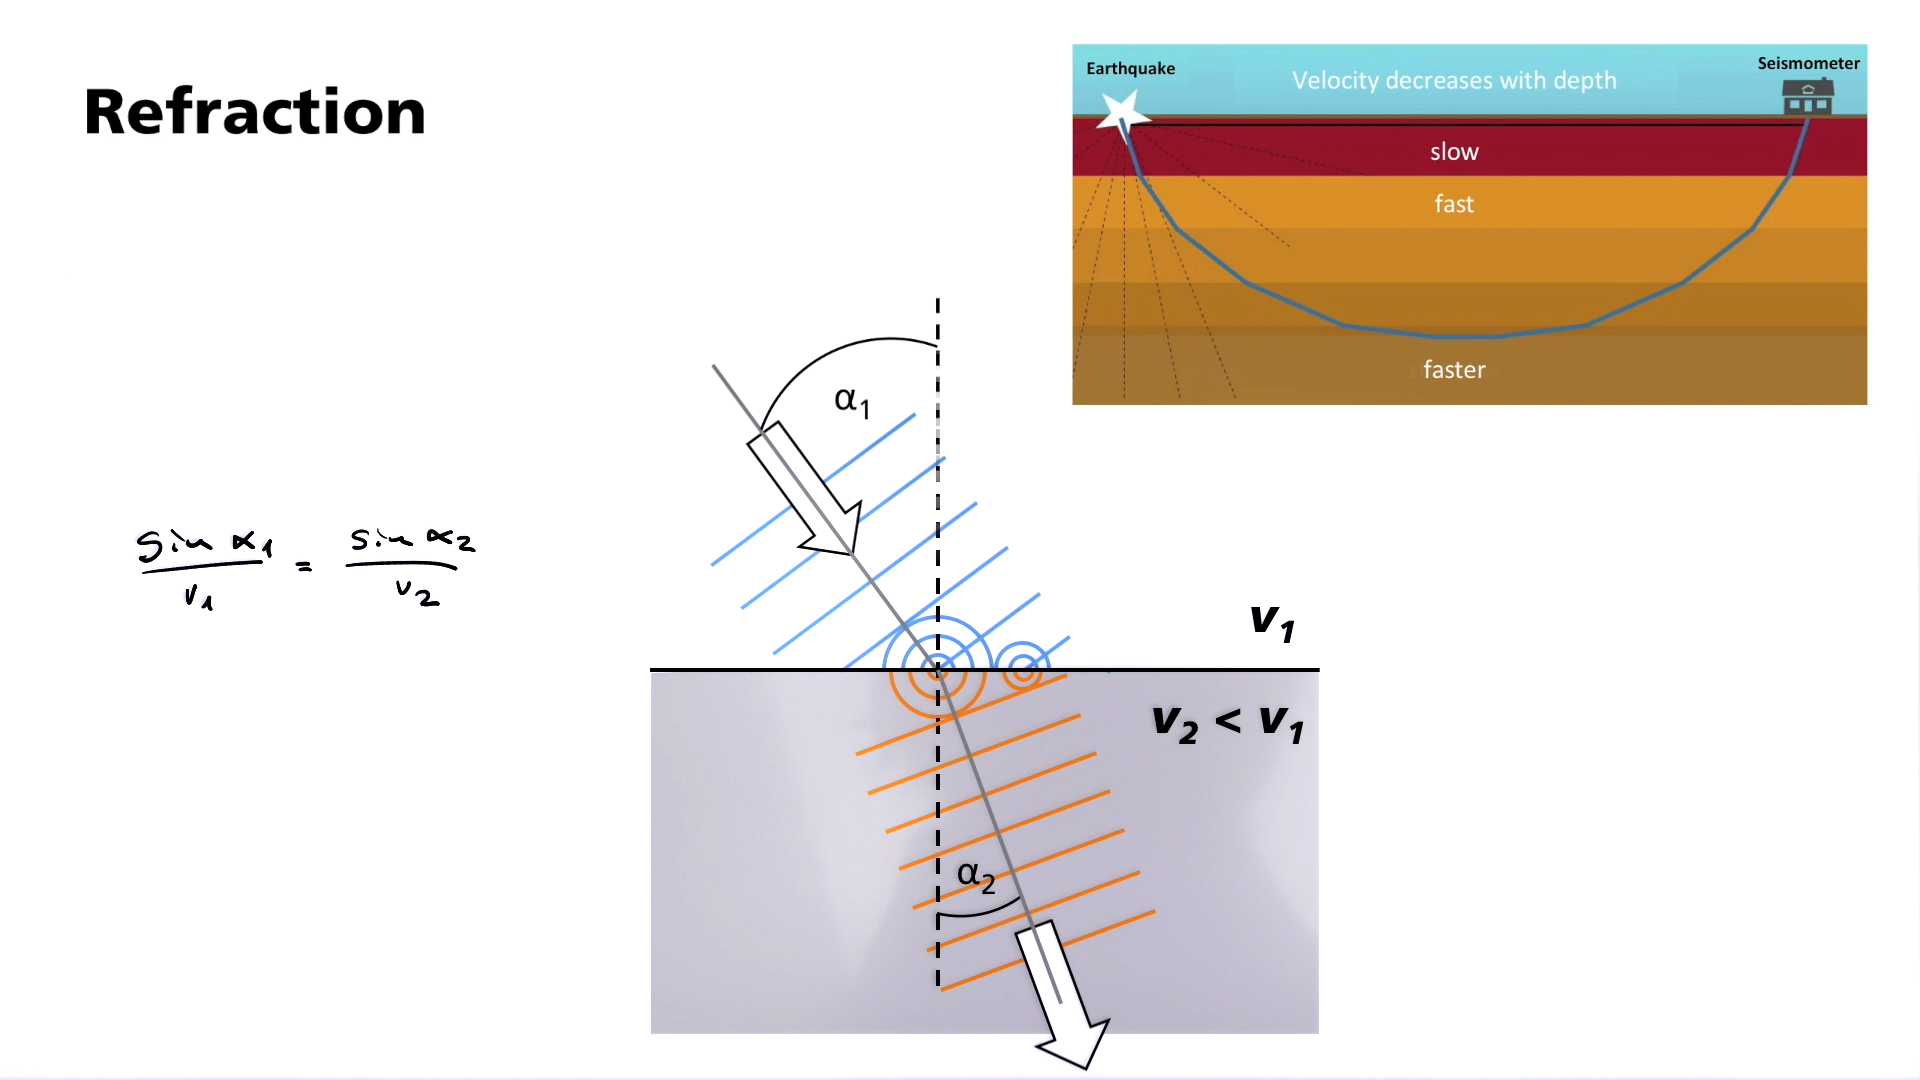 Refraction
Earthquake
Velocity decreases with depth
Seismometer
slow
fast
faster
α1
sin α1 / v1 = sin α2 / v2
v1
v2 < v1
α2